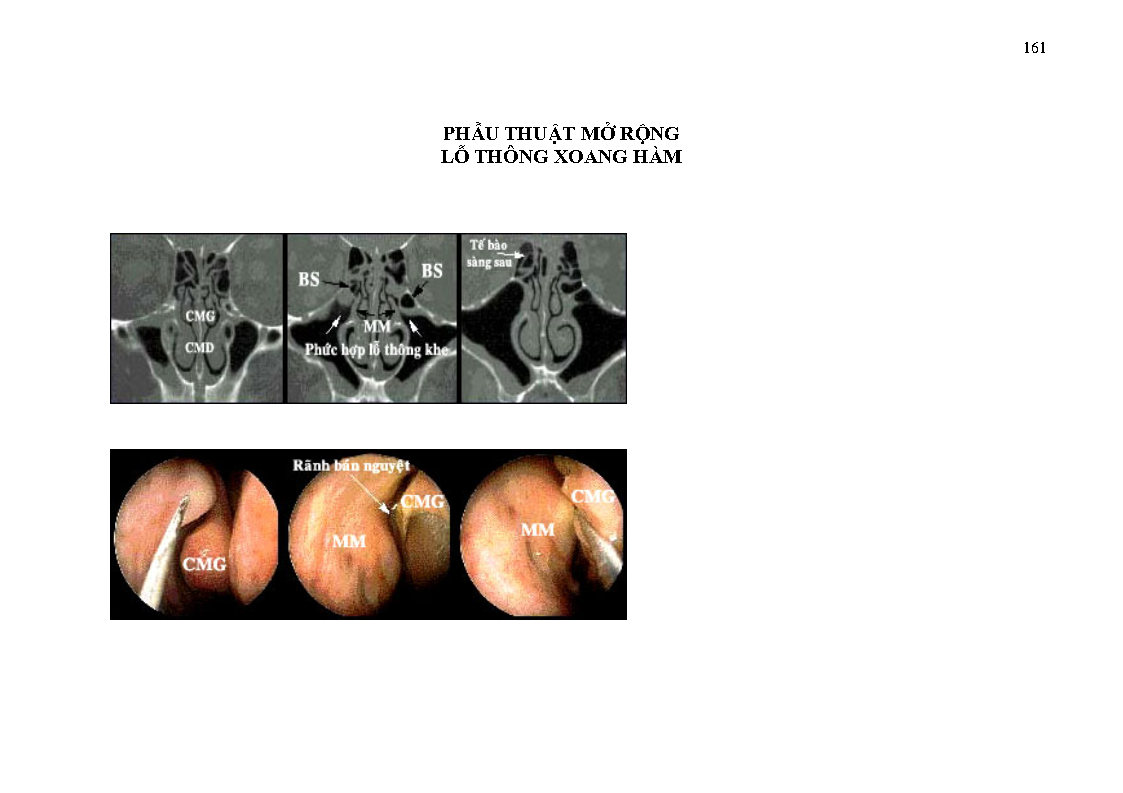 161
PHẪU THUẬT MỞ RỘNG
LỖ THÔNG XOANG HÀM
CMG
CMD
BS
BS
MM
Phức hợp lỗ thông khe
Tế bào
sàng sau
CMG
Rãnh bán nguyệt
CMG
MM
CMG
MM